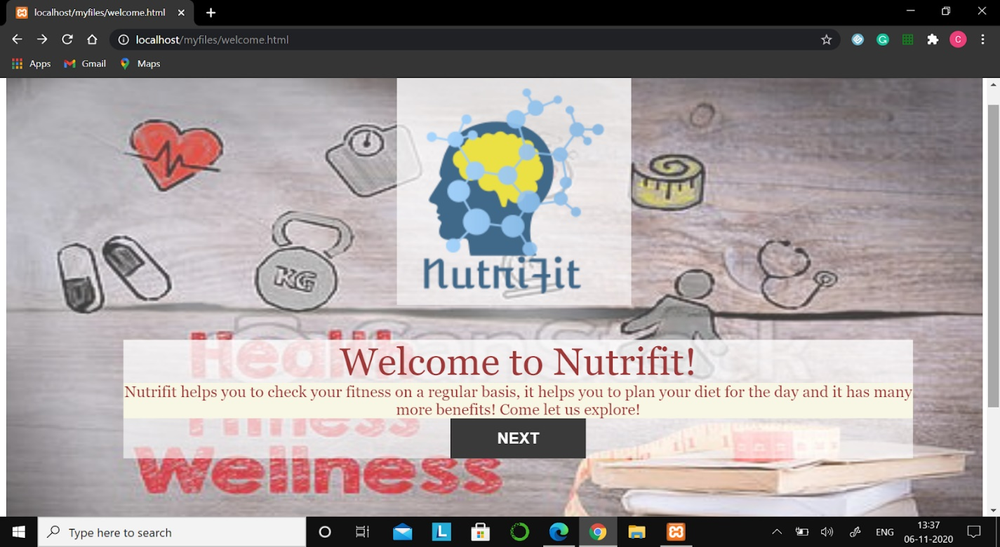 localhost/myfiles/welcome.html
localhost/myfiles/welcome.html
C
Apps
Gmail
Maps
KG
NutriFit
Health
Welcome to Nutrifit!
Nutrifit helps you to check your fitness on a regular basis, it helps you to plan your diet for the day and it has many
more benefits! Come let us explore!
Fitness
NEXT
Wellness
Type here to search
L
ENG
13:37
06-11-2020